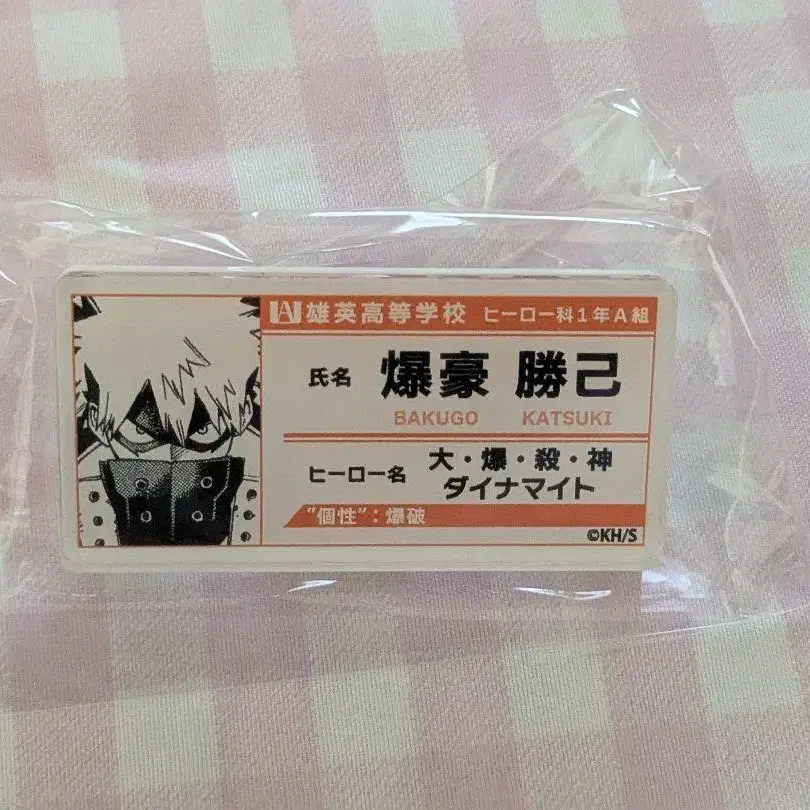 UA 雄英高等学校 ヒーロー科1年A組
氏名 爆豪 勝己
BAKUGO KATSUKI
ヒーロー名 大・爆・殺・神
ダイナマイト
"個性":爆破
©KH/S